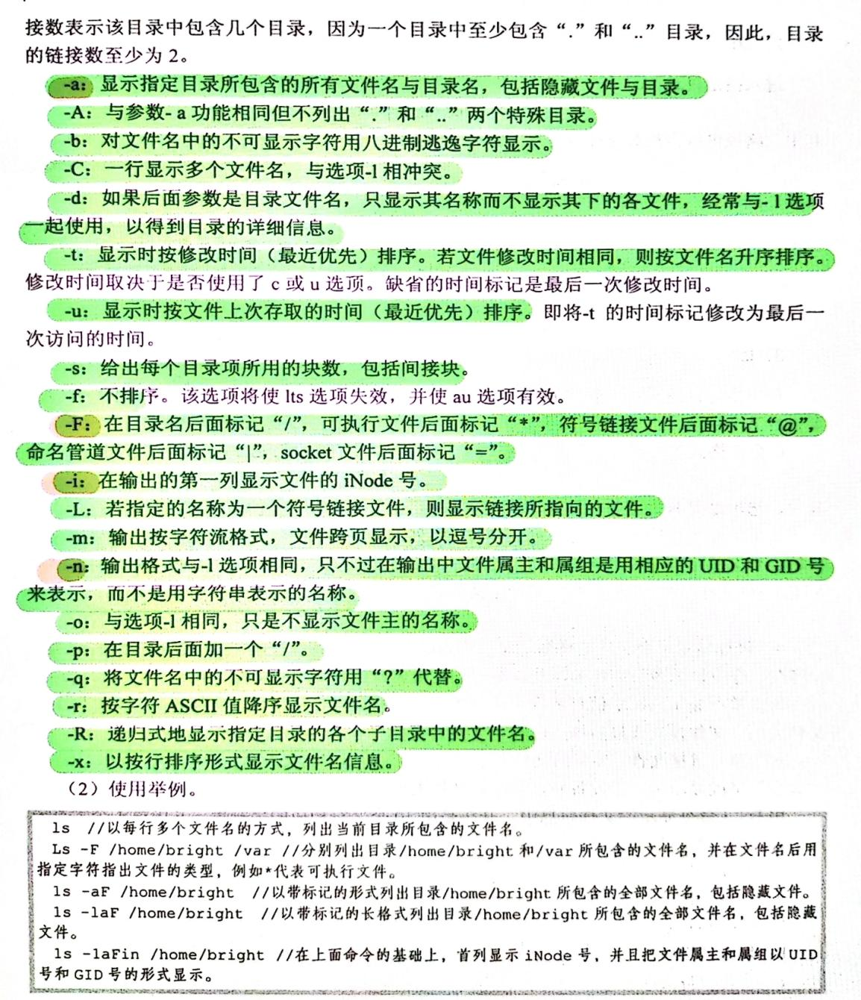 接数表示该目录中包含几个目录，因为一个目录中至少包含“.”和“..”目录，因此，目录
的链接数至少为 2。
-a：显示指定目录所包含的所有文件名与目录名，包括隐藏文件与目录。
-A：与参数- a 功能相同但不列出“.”和“..”两个特殊目录。
-b：对文件名中的不可显示字符用八进制逃逸字符显示。
-C：一行显示多个文件名，与选项-l 相冲突。
-d：如果后面参数是目录文件名，只显示其名称而不显示其下的各文件，经常与- l 选项
一起使用，以得到目录的详细信息。
-t：显示时按修改时间（最近优先）排序。若文件修改时间相同，则按文件名升序排序。
修改时间取决于是否使用了 c 或 u 选顶。缺省的时间标记是最后一次修改时间。
-u：显示时按文件上次存取的时间（最近优先）排序。即将-t 的时间标记修改为最后一
次访问的时间。
-s：给出每个目录项所用的块数，包括间接块。
-f：不排序。该选项将使 lts 选项失效，并使 au 选项有效。
-F：在目录名后面标记“/”，可执行文件后面标记“*”，符号链接文件后面标记“@”，
命名管道文件后面标记“|”，socket 文件后面标记“=”。
-i：在输出的第一列显示文件的 iNode 号。
-L：若指定的名称为一个符号链接文件，则显示链接所指向的文件。
-m：输出按字符流格式，文件跨页显示，以逗号分开。
-n：输出格式与-l 选项相同，只不过在输出中文件属主和属组是用相应的 UID 和 GID 号
来表示，而不是用字符串表示的名称。
-o：与选项-l 相同，只是不显示文件主的名称。
-p：在目录后面加一个“/”。
-q：将文件名中的不可显示字符用“?”代替。
-r：按字符 ASCII 值降序显示文件名。
-R：递归式地显示指定目录的各个子目录中的文件名。
-x：以按行排序形式显示文件名信息。
（2）使用举例。
ls //以每行多个文件名的方式，列出当前目录所包含的文件名。
Ls -F /home/bright /var //分别列出目录/home/bright 和/var 所包含的文件名，并在文件名后用
指定字符指出文件的类型，例如*代表可执行文件。
ls -aF /home/bright //以带标记的形式列出目录/home/bright 所包含的全部文件名，包括隐藏文件。
ls -laF /home/bright //以带标记的长格式列出目录/home/bright 所包含的全部文件名，包括隐藏
文件。
ls -laFin /home/bright //在上面命令的基础上，首列显示 iNode 号，并且把文件属主和属组以 UID
号和 GID 号的形式显示。